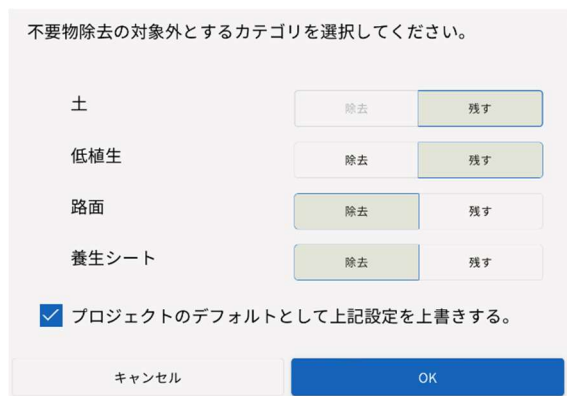 不要物除去の対象外とするカテゴリを選択してください。
土 除去 残す
低植生 除去 残す
路面 除去 残す
養生シート 除去 残す
プロジェクトのデフォルトとして上記設定を上書きする。
キャンセル OK